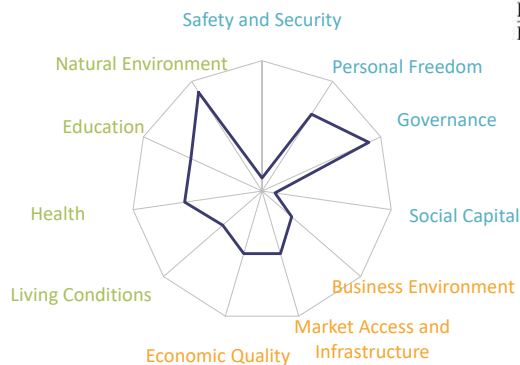 Safety and Security
Natural Environment
Personal Freedom
Education
Governance
Health
Social Capital
Living Conditions
Business Environment
Economic Quality
Market Access and
Infrastructure